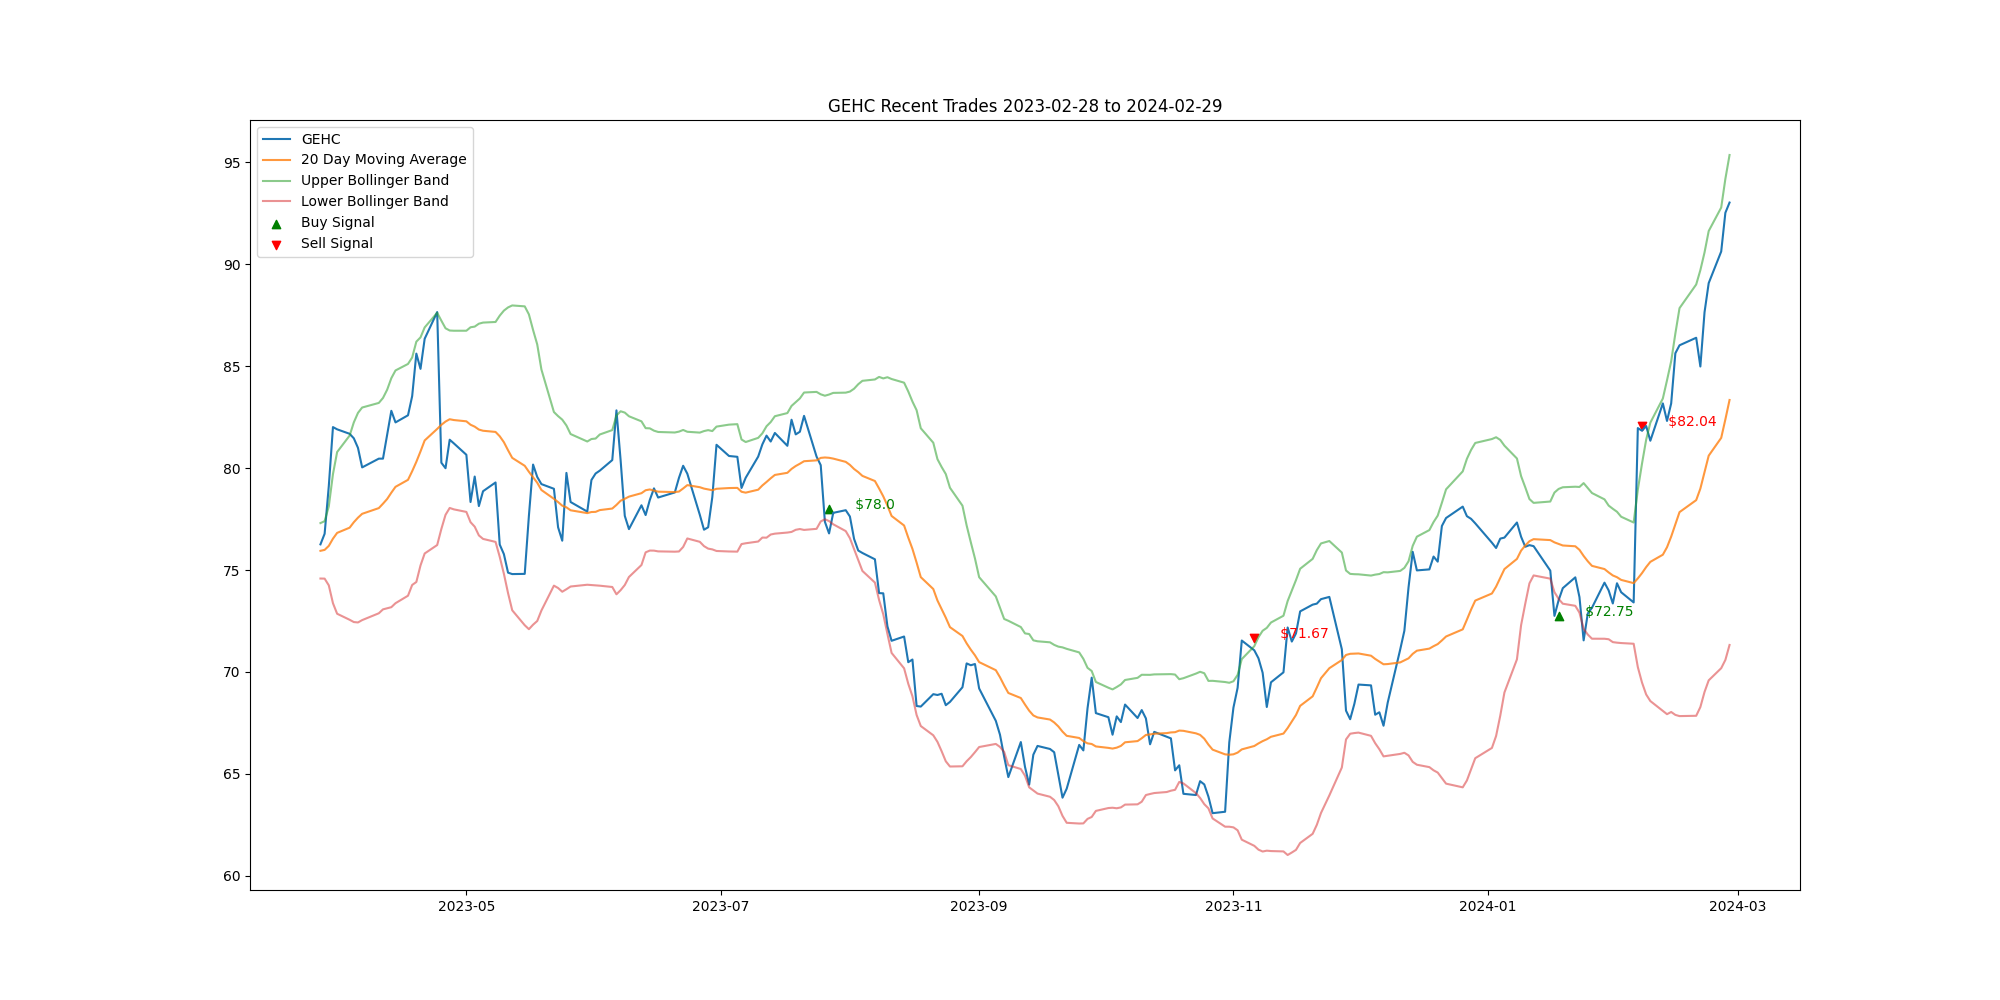 GEHC Recent Trades 2023-02-28 to 2024-02-29
GEHC
20 Day Moving Average
Upper Bollinger Band
Lower Bollinger Band
Buy Signal
Sell Signal
95
90
85
80
75
70
65
60
$82.04
$78.0
$72.75
$71.67
2023-05
2023-07
2023-09
2023-11
2024-01
2024-03